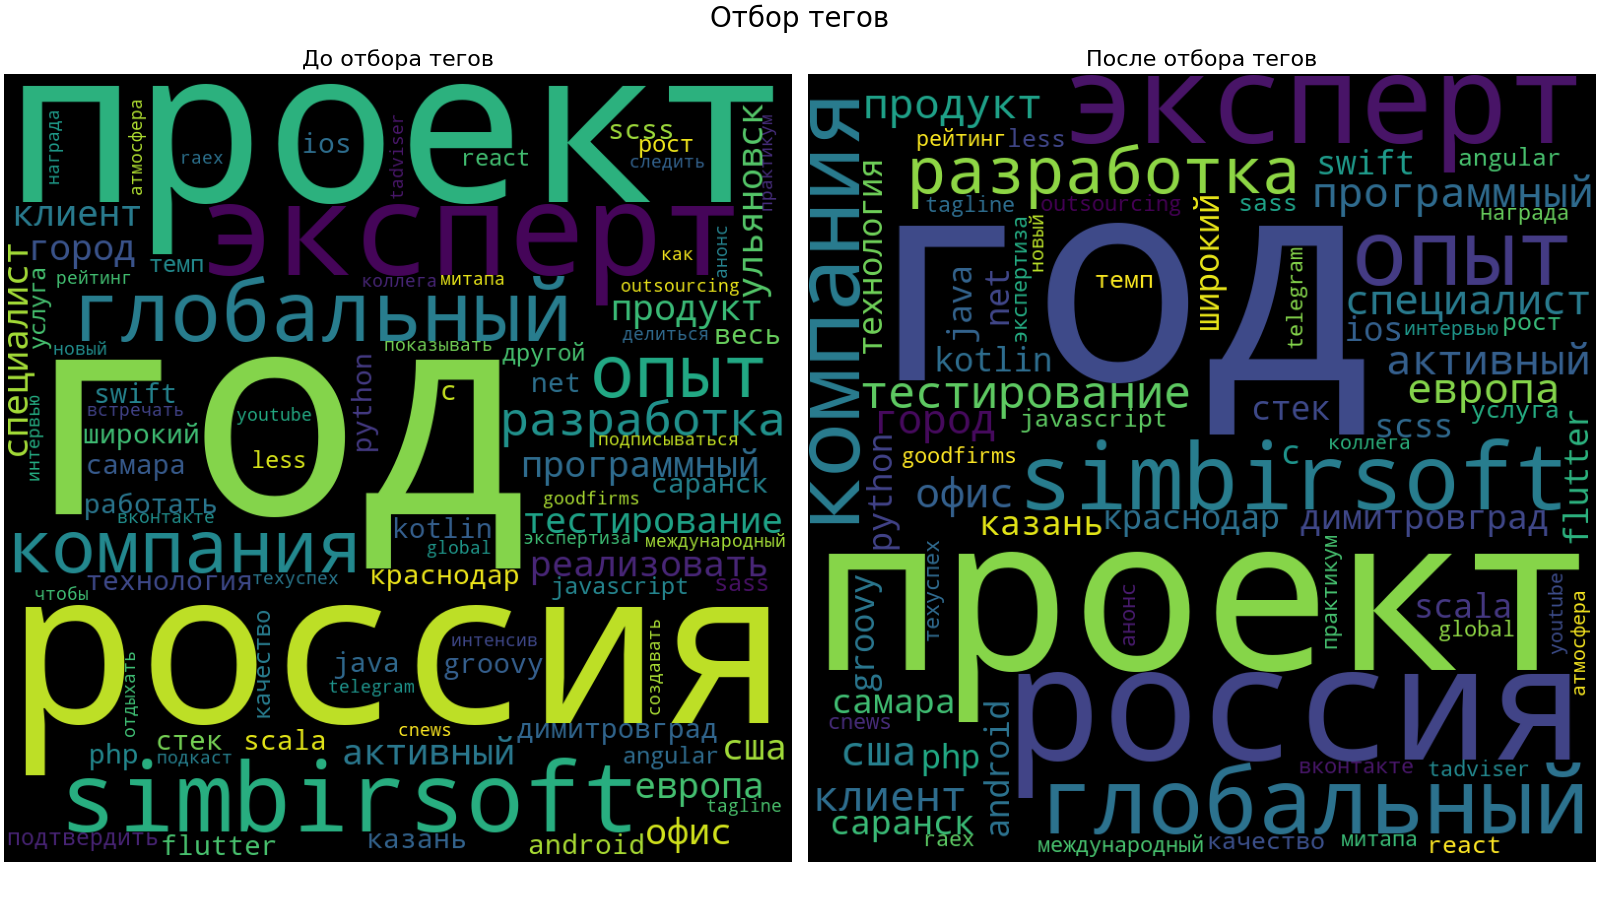 Отбор тегов
До отбора тегов
проект
награда
атмосфера
raex
ios
tadviser
react
scss
рост
следить
ульяновск
практикум
клиент
город
эксперт
темп
как
анонс
специалист
услуга
рейтинг
коллега
митапа
outsourcing
глобальный
продукт
делиться
весь
новый
показывать
другой
год
python
net
опыт
swift
встречать
youtube
с
разработка
широкий
подписываться
интервью
самара
less
программный
саранск
работать
goodfirms
вконтакте
kotlin
тестирование
компания
global
экспертиза
международный
технология
техуспех
краснодар
реализовать
javascript
sass
чтобы
россия
качество
интенсив
java
groovy
создавать
отдыхать
telegram
cnews
димитровград
php
стек
подкаст
scala
активный
angular
сша
simbirsoft
европа
tagline
подтвердить
flutter
казань
android
офис
После отбора тегов
компания
продукт
эксперт
рейтинг
less
разработка
swift
angular
технология
программный
tagline
outsourcing
sass
награда
год
широкий
новый
экспертиза
опыт
java
net
темп
telegram
специалист
ios
интервью
рост
kotlin
активный
тестирование
европа
город
javascript
стек
услуга
scss
flutter
python
goodfirms
simbirsoft
с
коллега
офис
казань
краснодар
димитровград
проект
техуспех
groovy
анонс
практикум
scala
global
youtube
атмосфера
россия
самара
cnews
android
сша
php
вконтакте
tadviser
клиент
глобальный
саранск
raex
международный
качество
митапа
react